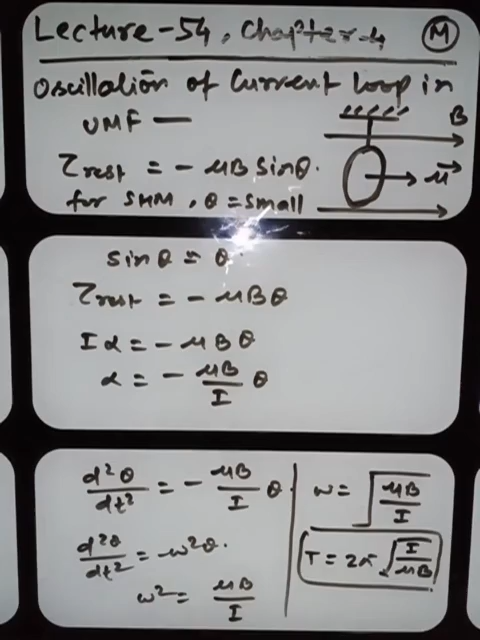 Lecture-54, Chapter-4 M
Oscillation of Current Loop in
UMF —
B
τrest = - μB sinθ.
μ⃗
for SHM, θ = small
sinθ = θ.
τrest = - μBθ
Iα = - μBθ
α = - μB/I θ
d²θ/dt² = - μB/I θ
d²θ/dt² = -ω²θ.
ω² = μB/I
ω = √(μB/I)
T = 2π √(I/μB)